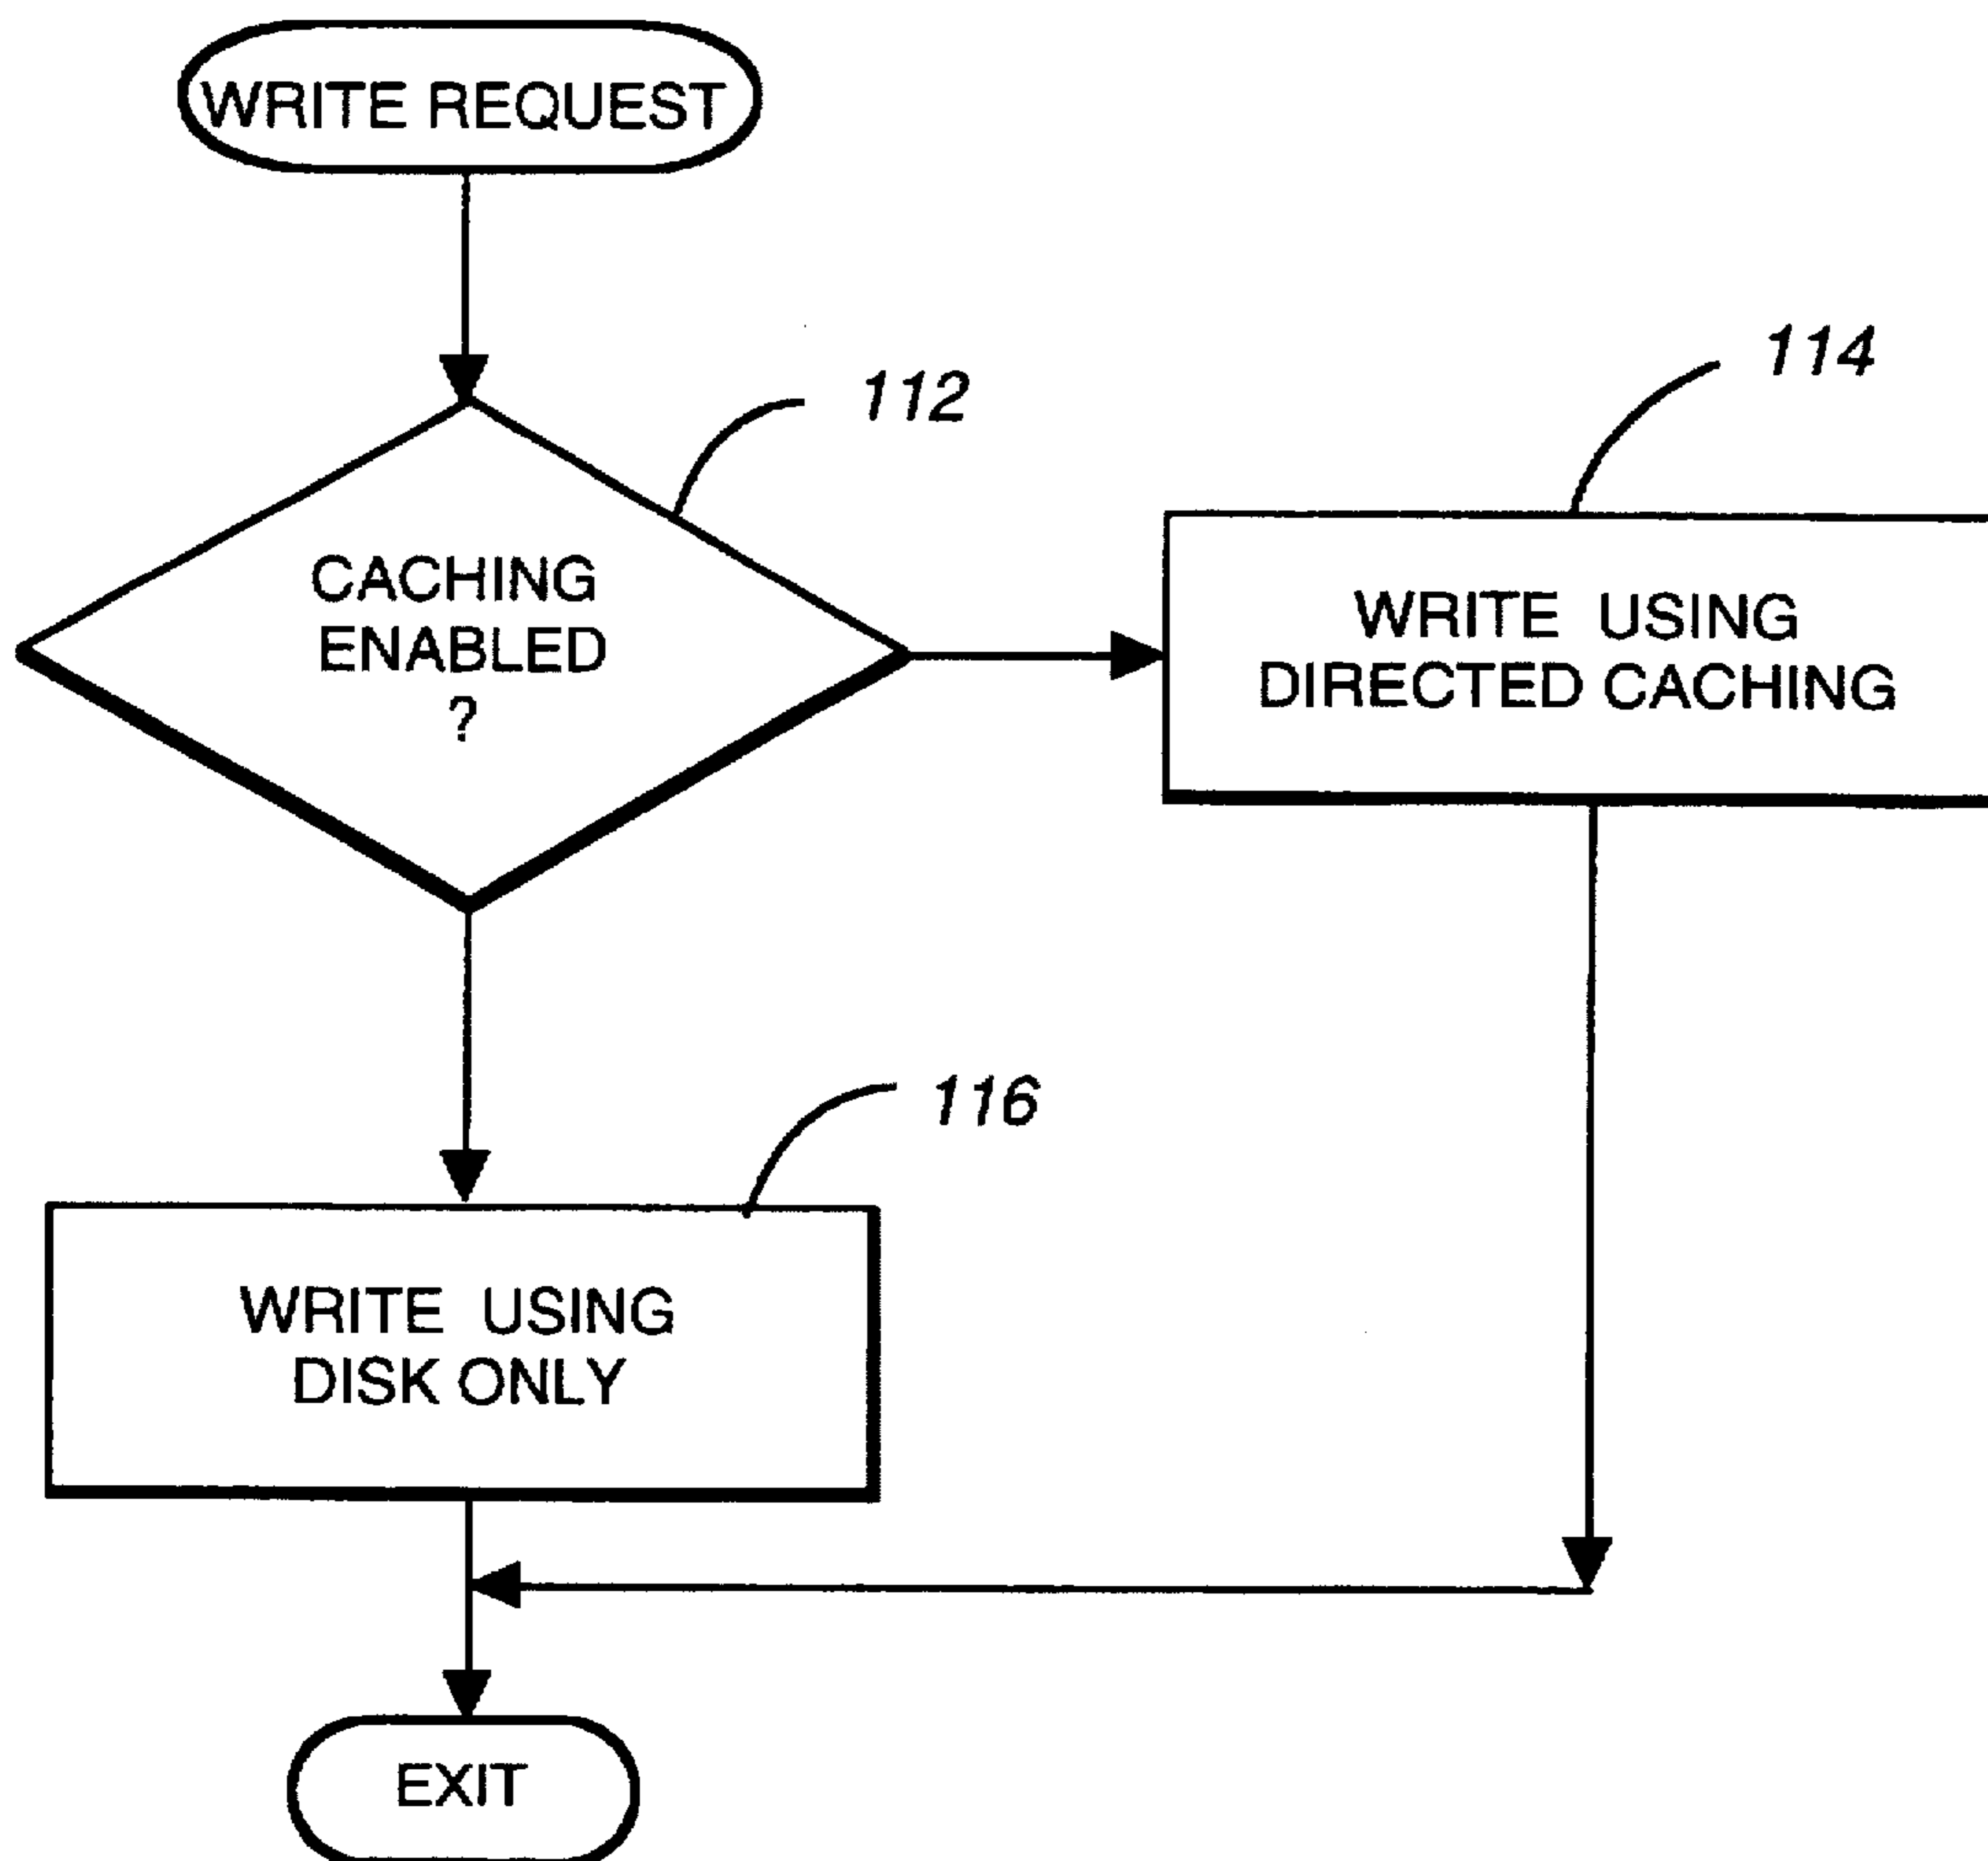 WRITE REQUEST
112
114
CACHING
ENABLED
?
WRITE USING
DIRECTED CACHING
116
WRITE USING
DISK ONLY
EXIT